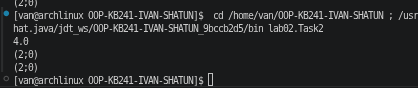 (2;0)
[van@archlinux OOP-KB241-IVAN-SHATUN]$  cd /home/van/OOP-KB241-IVAN-SHATUN ; /usr
hat.java/jdt_ws/OOP-KB241-IVAN-SHATUN_9bccb2d5/bin lab02.Task2
4.0
(2;0)
(2;0)
[van@archlinux OOP-KB241-IVAN-SHATUN]$